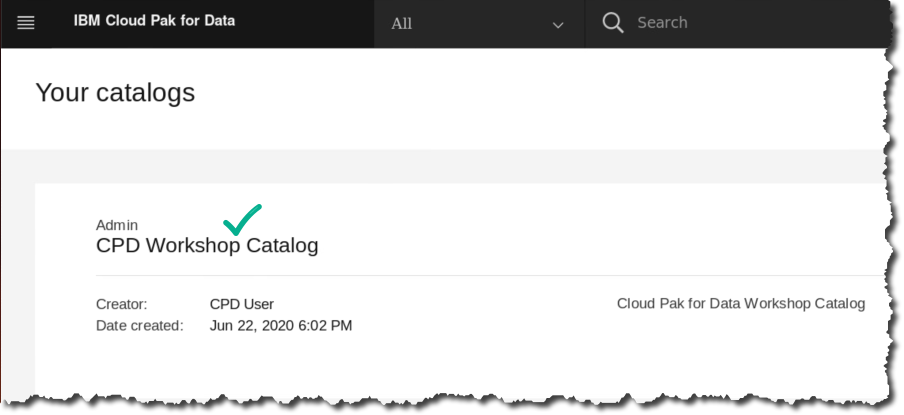 IBM Cloud Pak for Data All Search
Your catalogs
Admin
CPD Workshop Catalog
Creator: CPD User Cloud Pak for Data Workshop Catalog
Date created: Jun 22, 2020 6:02 PM